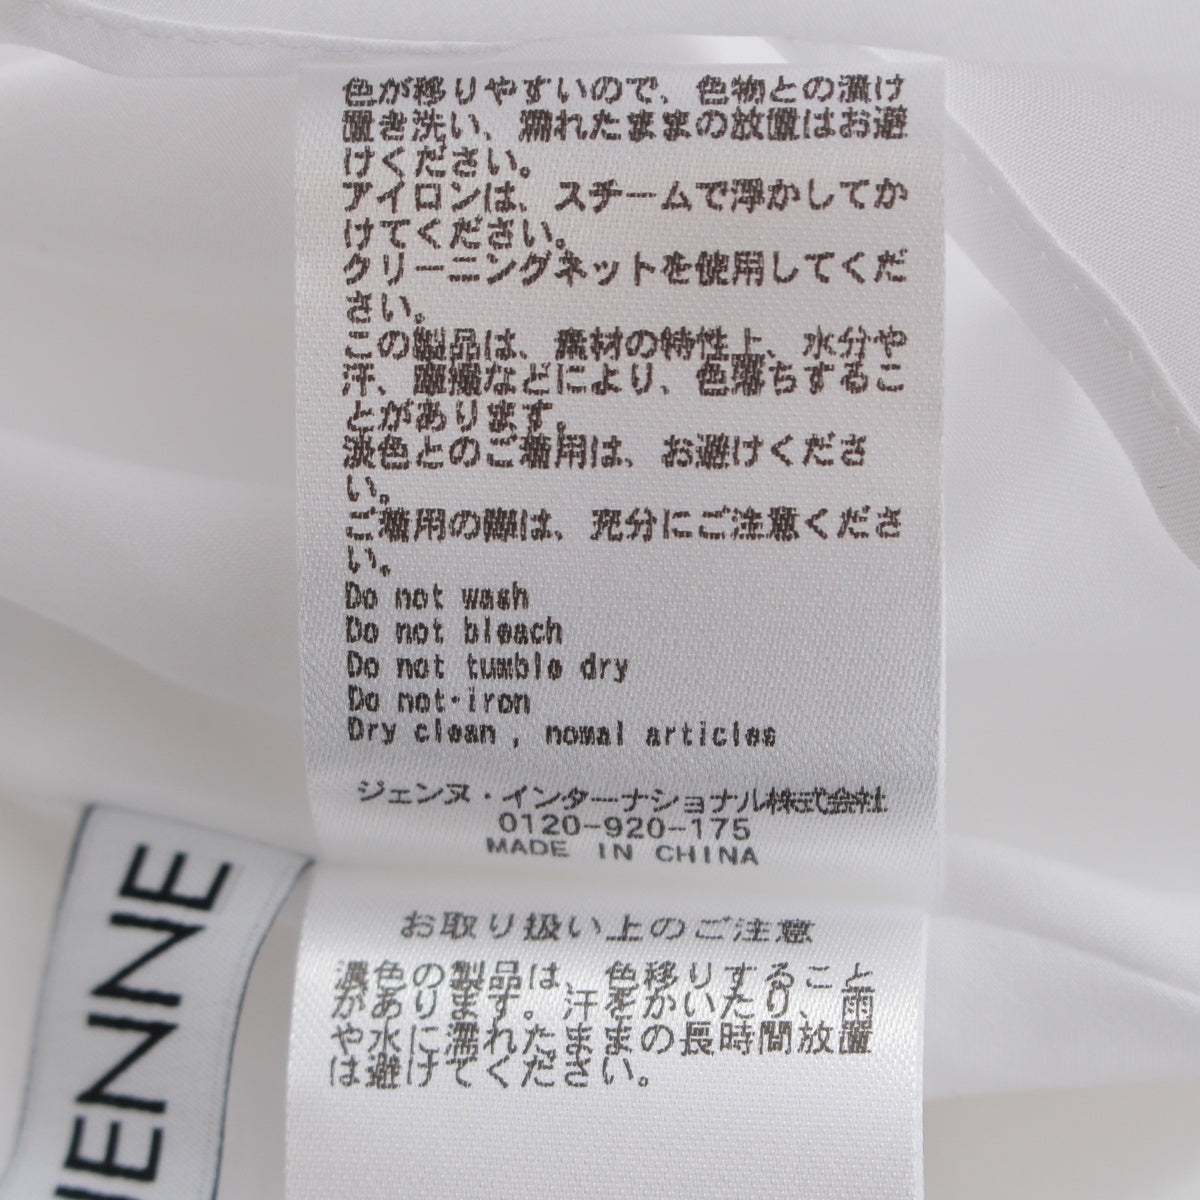 色が移りやすいので、色物との漬け
置き洗い、濡れたままの放置はお避
けください。
アイロンは、スチームで浮かしてか
けてください。
クリーニングネットを使用してくだ
さい。
この製品は、素材の特性上、水分や
汗、摩擦などにより、色落ちするこ
とがあります。
淡色とのご着用は、お避けくださ
い。
ご着用の際は、充分にご注意くださ
い。
Do not wash
Do not bleach
Do not tumble dry
Do not iron
Dry clean, nomal articles
ジェンヌ・インターナショナル株式会社
0120-920-175
MADE IN CHINA
お取り扱い上のご注意
濃色の製品は、色移りすること
があります。汗をかいたり、雨
や水に濡れたままの長時間放置
は避けてください。
ENNE